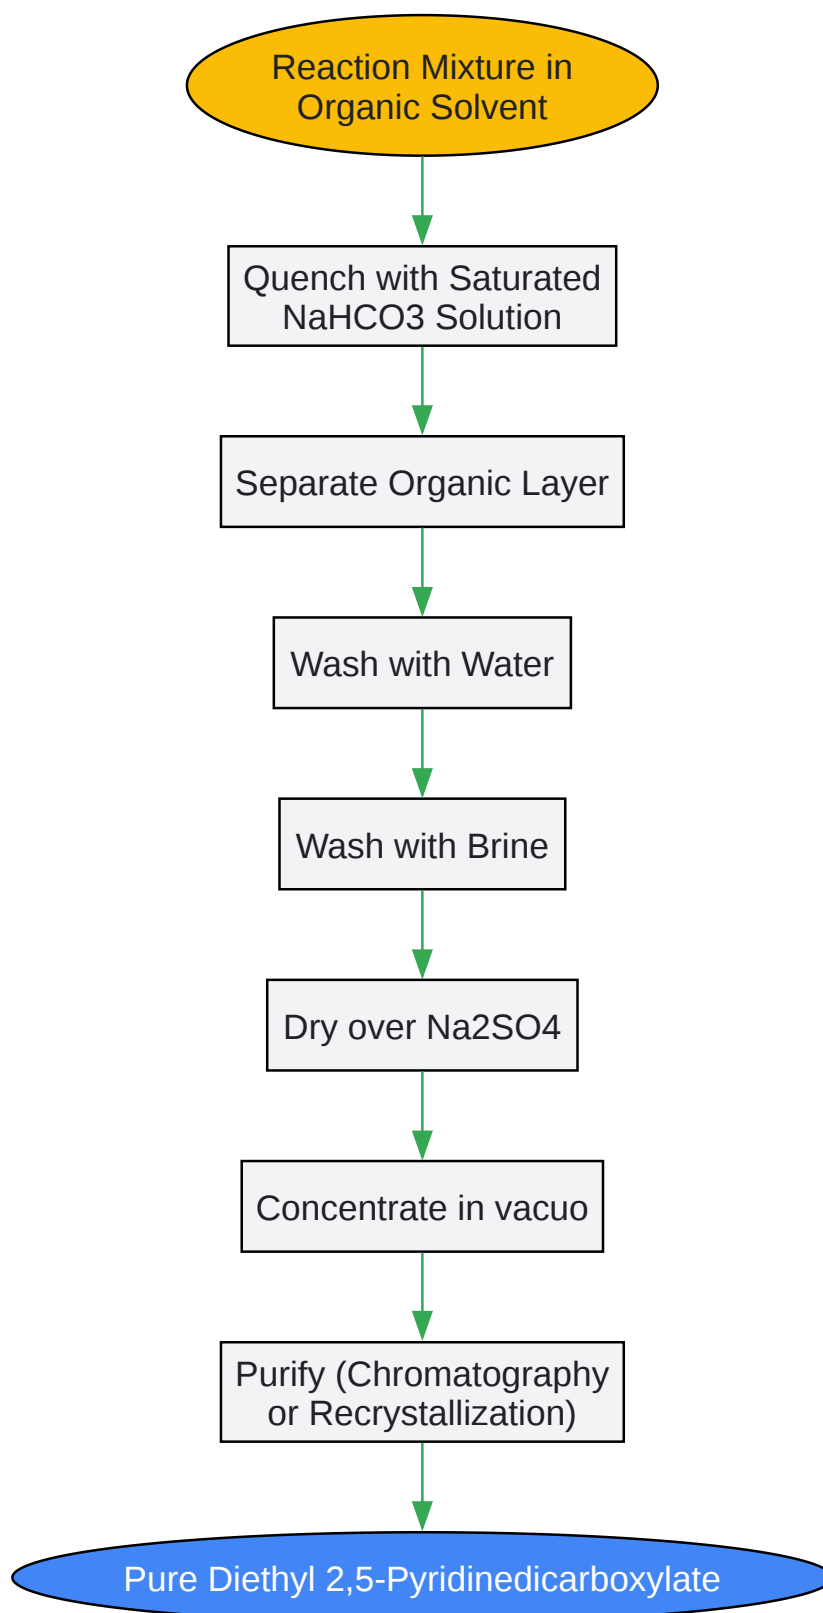 Reaction Mixture in
Organic Solvent
Quench with Saturated
NaHCO3 Solution
Separate Organic Layer
Wash with Water
Wash with Brine
Dry over Na2SO4
Concentrate in vacuo
Purify (Chromatography
or Recrystallization)
Pure Diethyl 2,5-Pyridinedicarboxylate